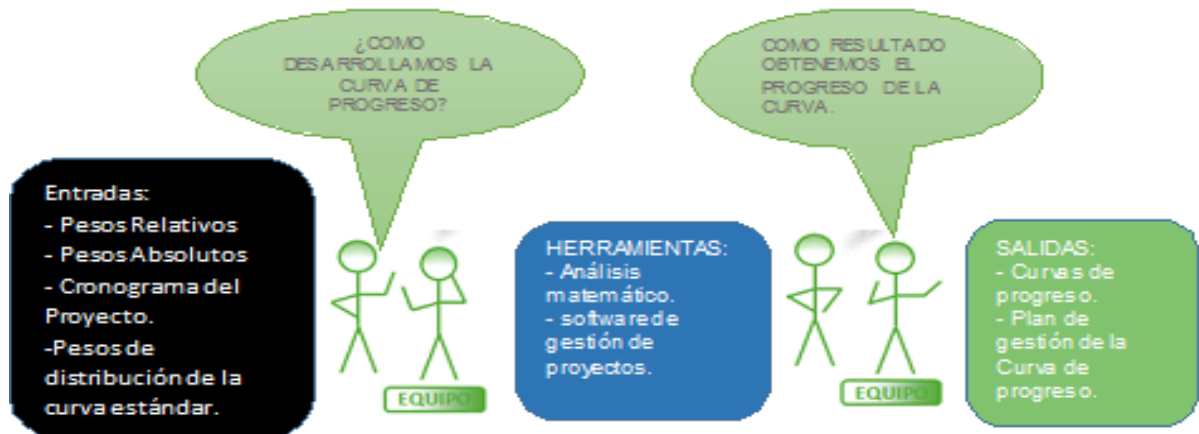 ¿COMO
DESARROLLAMOS LA
CURVA DE
PROGRESO?
COMO RESULTADO
OBTENEMOS EL
PROGRESO DE LA
CURVA.
Entradas:
- Pesos Relativos
- Pesos Absolutos
- Cronograma del
Proyecto.
-Pesos de
distribución de la
curva estándar.
EQUIPO
HERRAMIENTAS:
- Análisis
matemático.
- software de
gestión de
proyectos.
EQUIPO
SALIDAS:
- Curvas de
progreso.
- Plan de
gestión de la
Curva de
progreso.